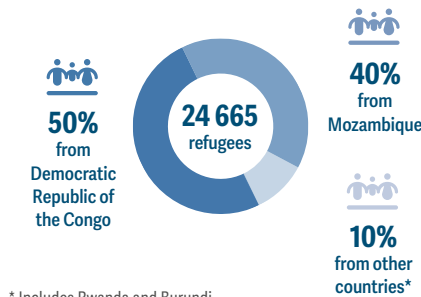 50%
from
Democratic
Republic of
the Congo
24 665
refugees
40%
from
Mozambique
10%
from other
countries*
* Includes Rwanda and Burundi